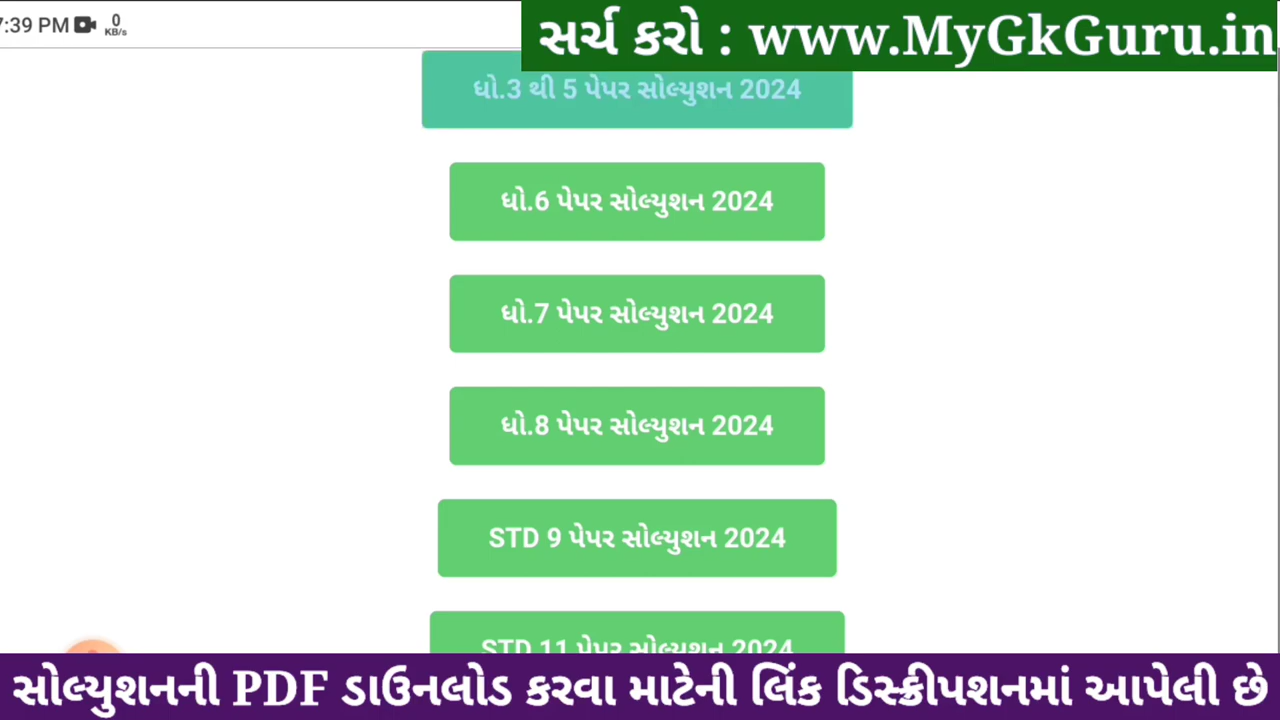 7:39 PM 0 KB/s
સર્ચ કરો : www.MyGkGuru.in
ધો.3 થી 5 પેપર સોલ્યુશન 2024
ધો.6 પેપર સોલ્યુશન 2024
ધો.7 પેપર સોલ્યુશન 2024
ધો.8 પેપર સોલ્યુશન 2024
STD 9 પેપર સોલ્યુશન 2024
STD 11 પેપર સોલ્યુશન 2024
સોલ્યુશનની PDF ડાઉનલોડ કરવા માટેની લિંક ડિસ્ક્રીપશનમાં આપેલી છે